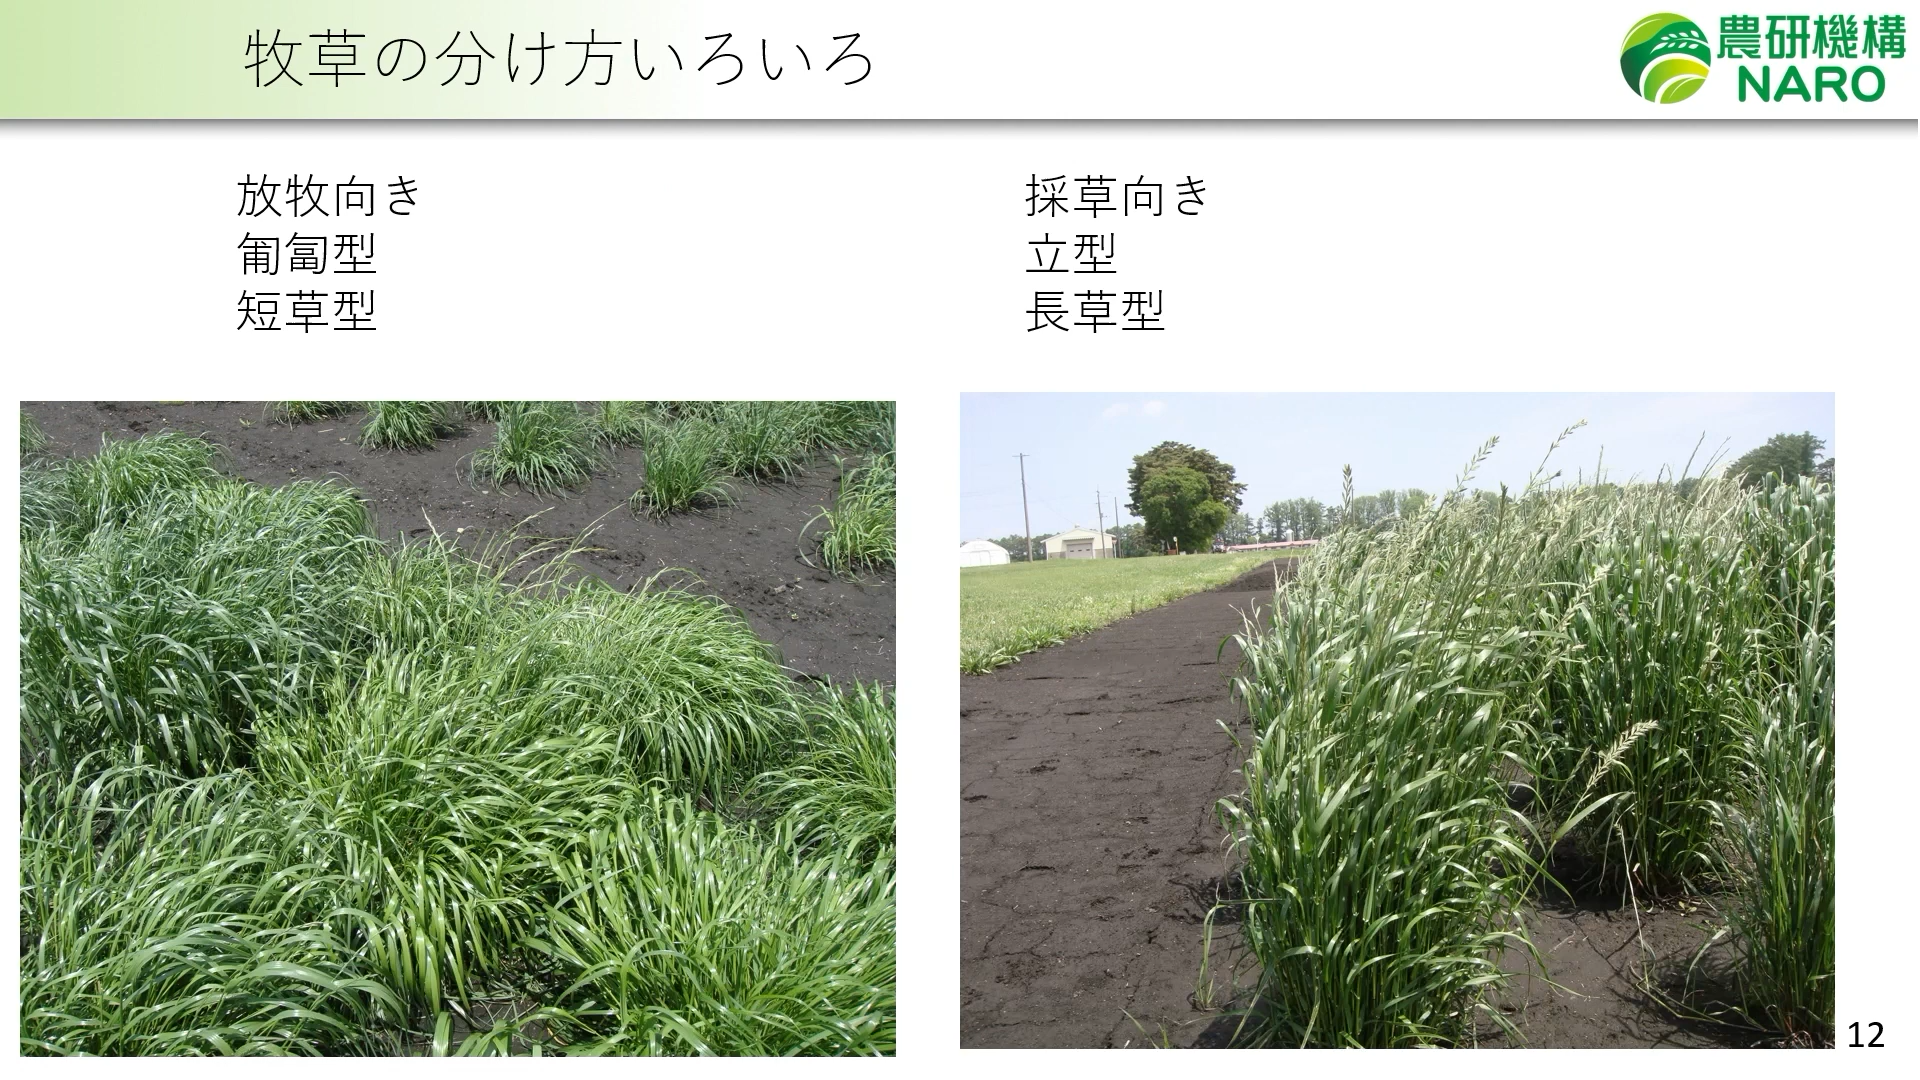 牧草の分け方いろいろ
農研機構
NARO
放牧向き
匍匐型
短草型
採草向き
立型
長草型
12